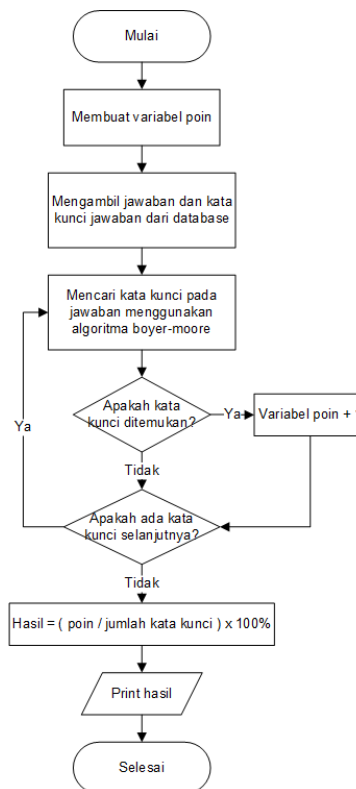 Mulai
Membuat variabel poin
Mengambil jawaban dan kata
kunci jawaban dari database
Mencari kata kunci pada
jawaban menggunakan
algoritma boyer-moore
Apakah kata
kunci ditemukan?
Ya
Variabel poin +
Ya
Tidak
Apakah ada kata
kunci selanjutnya?
Tidak
Hasil = ( poin / jumlah kata kunci ) x 100%
Print hasil
Selesai